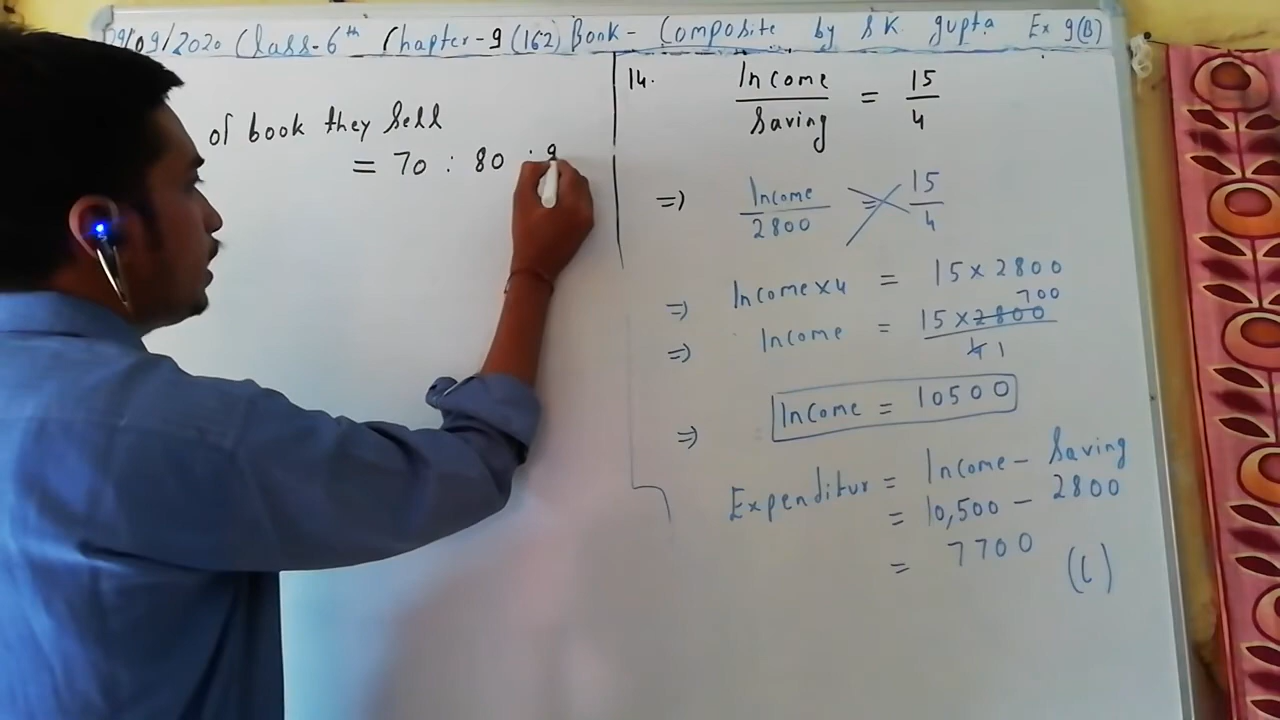 09/09/2020 Class-6th Chapter-9 (162) Book - Composite by S K gupta Ex 9(B)
of book they sell
= 70 : 80 : 9
14. Income/Saving = 15/4
=) Income/2800 = 15/4
=) Income x 4 = 15 x 2800
700
=) Income = 15 x 2800/4 1
=) Income = 10500
Expenditur = Income - Saving
= 10,500 - 2800
= 7700 (C)